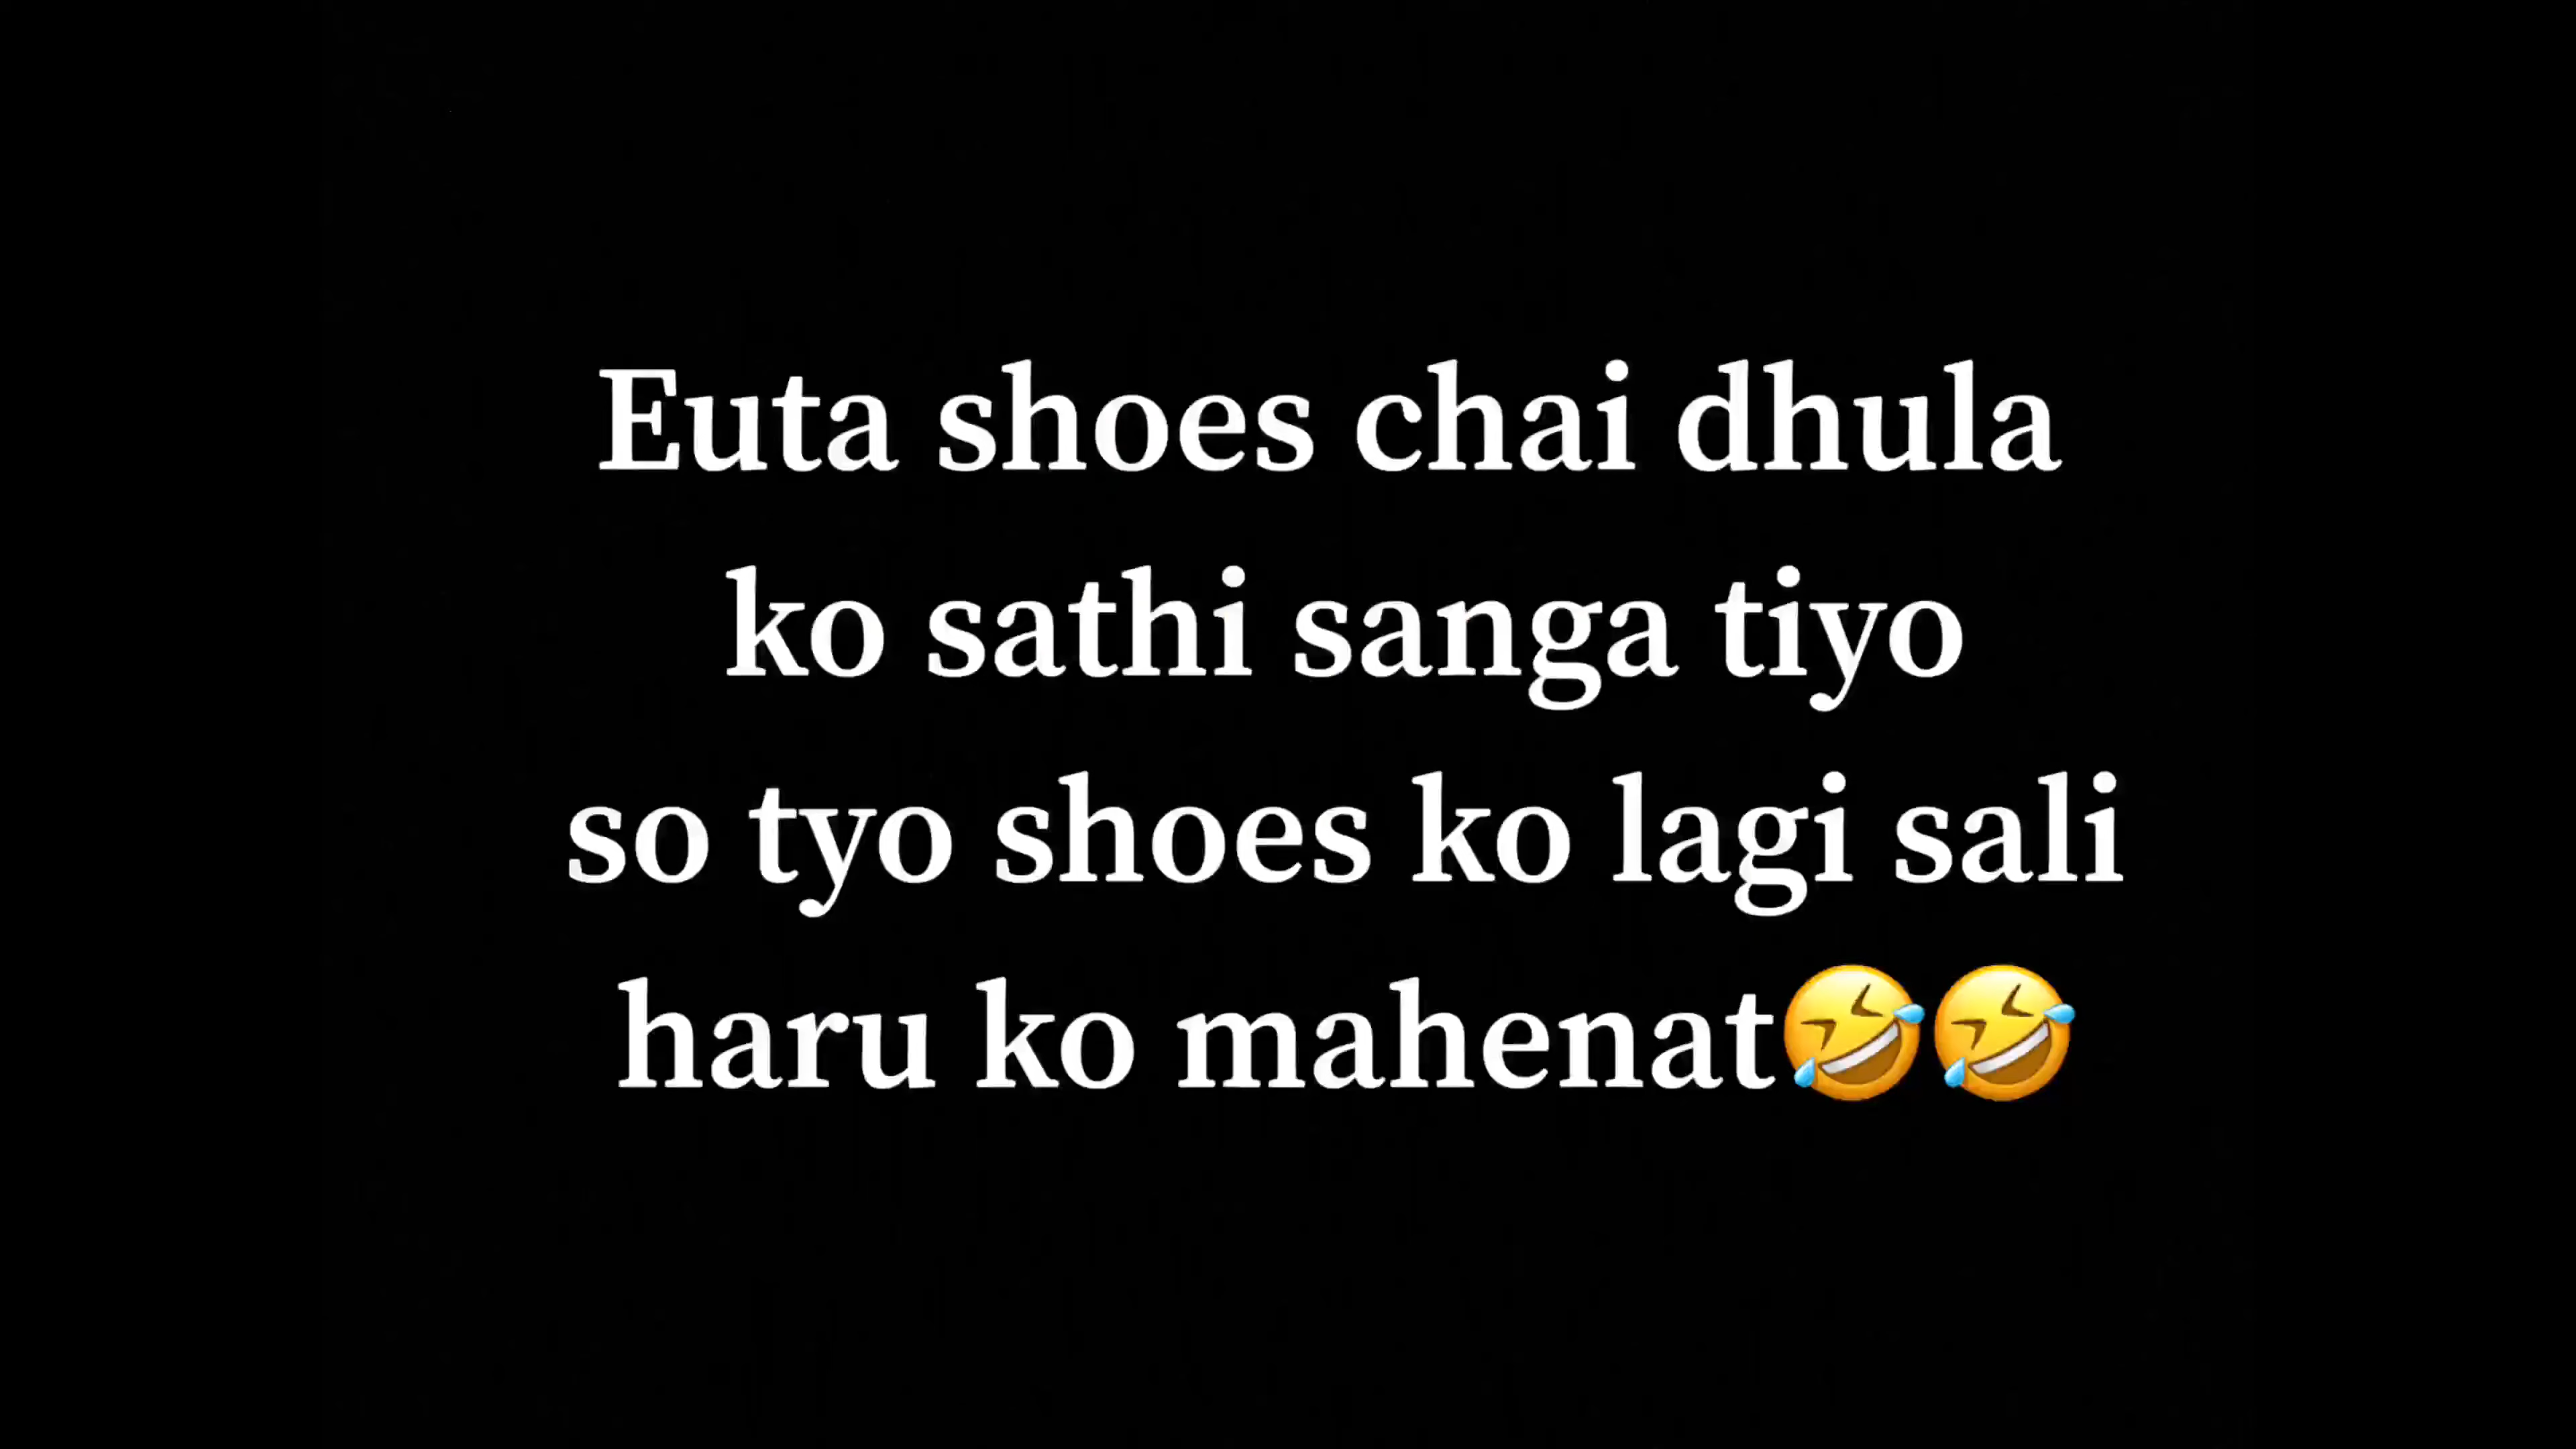 Euta shoes chai dhula
ko sathi sanga tiyo
so tyo shoes ko lagi sali
haru ko mahenat🤣🤣